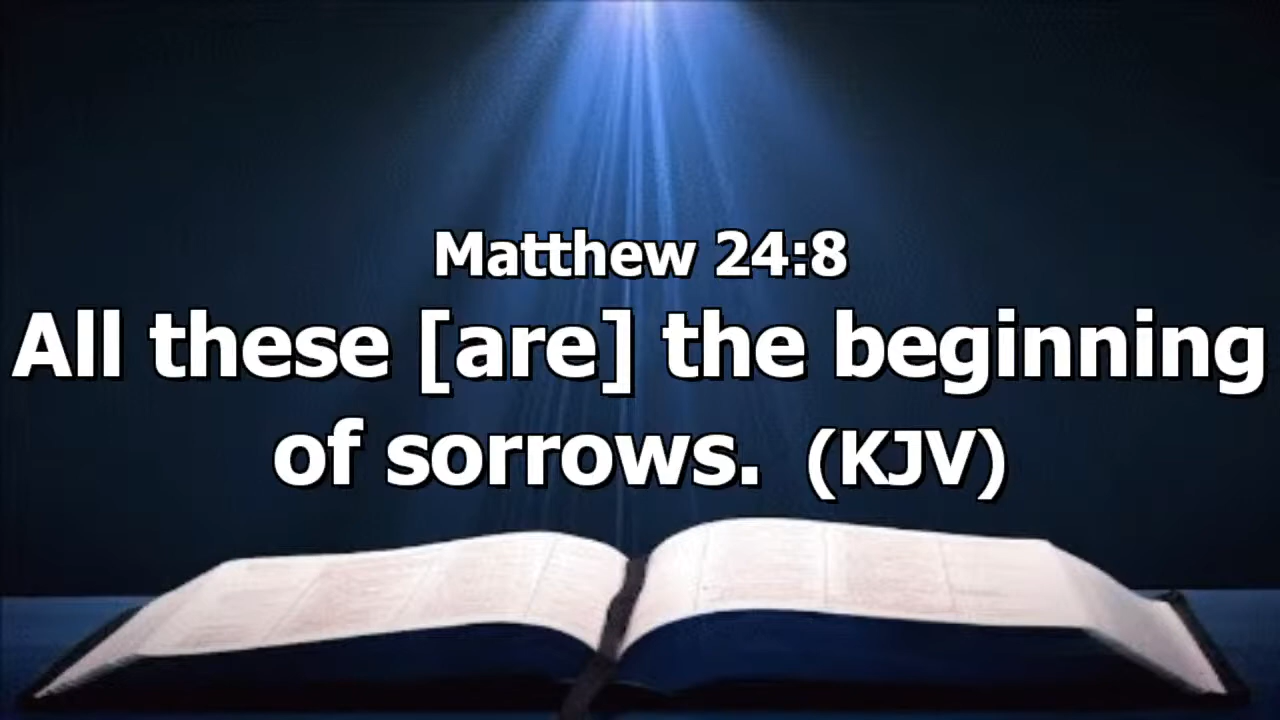 Matthew 24:8
All these [are] the beginning
of sorrows. (KJV)